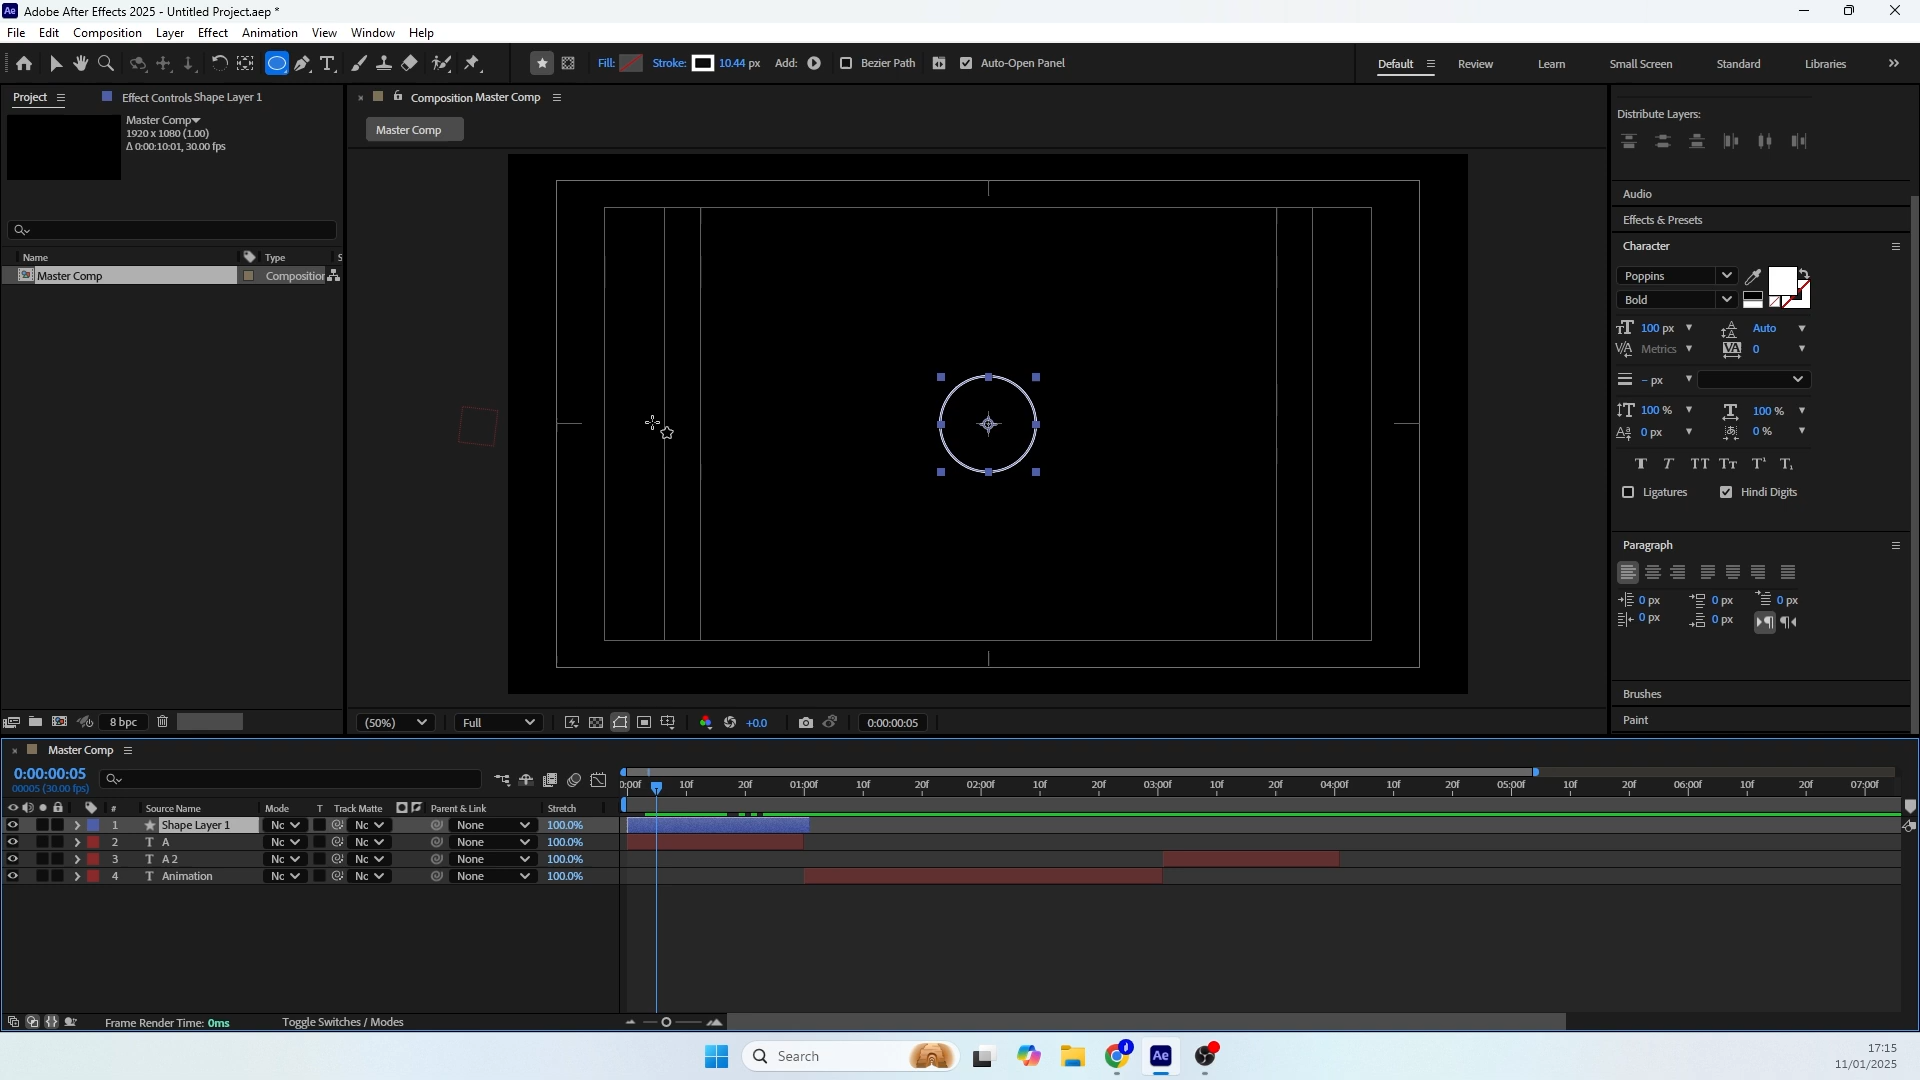 Adobe After Effects 2025 - Untitled Project.aep *
File Edit Composition Layer Effect Animation View Window Help
Fill: Stroke: 10.44 px Add: Bezier Path Auto-Open Panel
Default Review Learn Small Screen Standard Libraries
Project Effect Controls Shape Layer 1
Master Comp
1920 x 1080 (1.00)
Δ 0:00:10:01, 30.00 fps
Name Type S
Master Comp Composition
8 bpc
Composition Master Comp
Master Comp
(50%) Full +0.0 0:00:00:05
Distribute Layers:
Audio
Effects & Presets
Character
Poppins
Bold
100 px Auto
Metrics 0
- px
100 % 100 %
0 px 0 %
Ligatures Hindi Digits
Paragraph
0 px 0 px 0 px
0 px 0 px
Brushes
Paint
Master Comp
0:00:00:05
00005 (30.00 fps)
# Source Name Mode T Track Matte Parent & Link Stretch
1 Shape Layer 1 Nc Nc None 100.0%
2 T A Nc Nc None 100.0%
3 T A 2 Nc Nc None 100.0%
4 T Animation Nc Nc None 100.0%
):00f 10f 20f 01:00f 10f 20f 02:00f 10f 20f 03:00f 10f 20f 04:00f 10f 20f 05:00f 10f 20f 06:00f 10f 20f 07:00f
Frame Render Time: 0ms Toggle Switches / Modes
Search
17:15
11/01/2025